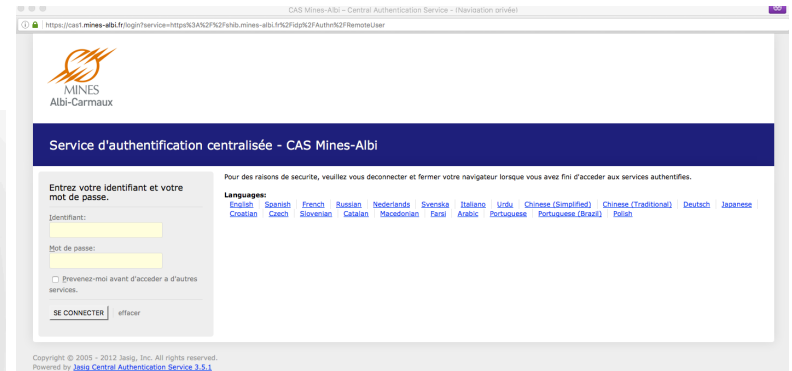 CAS Mines-Albi – Central Authentication Service - (Navigation privée)
https://cas1.mines-albi.fr/login?service=https%3A%2F%2Fshib.mines-albi.fr%2Fidp%2FAuthn%2FRemoteUser
MINES
Albi-Carmaux
Service d'authentification centralisée - CAS Mines-Albi
Entrez votre identifiant et votre
mot de passe.
Identifiant:
Mot de passe:
Prevenez-moi avant d'acceder a d'autres
services.
SE CONNECTER effacer
Pour des raisons de securite, veuillez vous deconnecter et fermer votre navigateur lorsque vous avez fini d'acceder aux services authentifies.
Languages:
English Spanish French Russian Nederlands Svenska Italiano Urdu Chinese (Simplified) Chinese (Traditional) Deutsch Japanese
Croatian Czech Slovenian Catalan Macedonian Farsi Arabic Portuguese Portuguese (Brazil) Polish
Copyright © 2005 - 2012 Jasig, Inc. All rights reserved.
Powered by Jasig Central Authentication Service 3.5.1